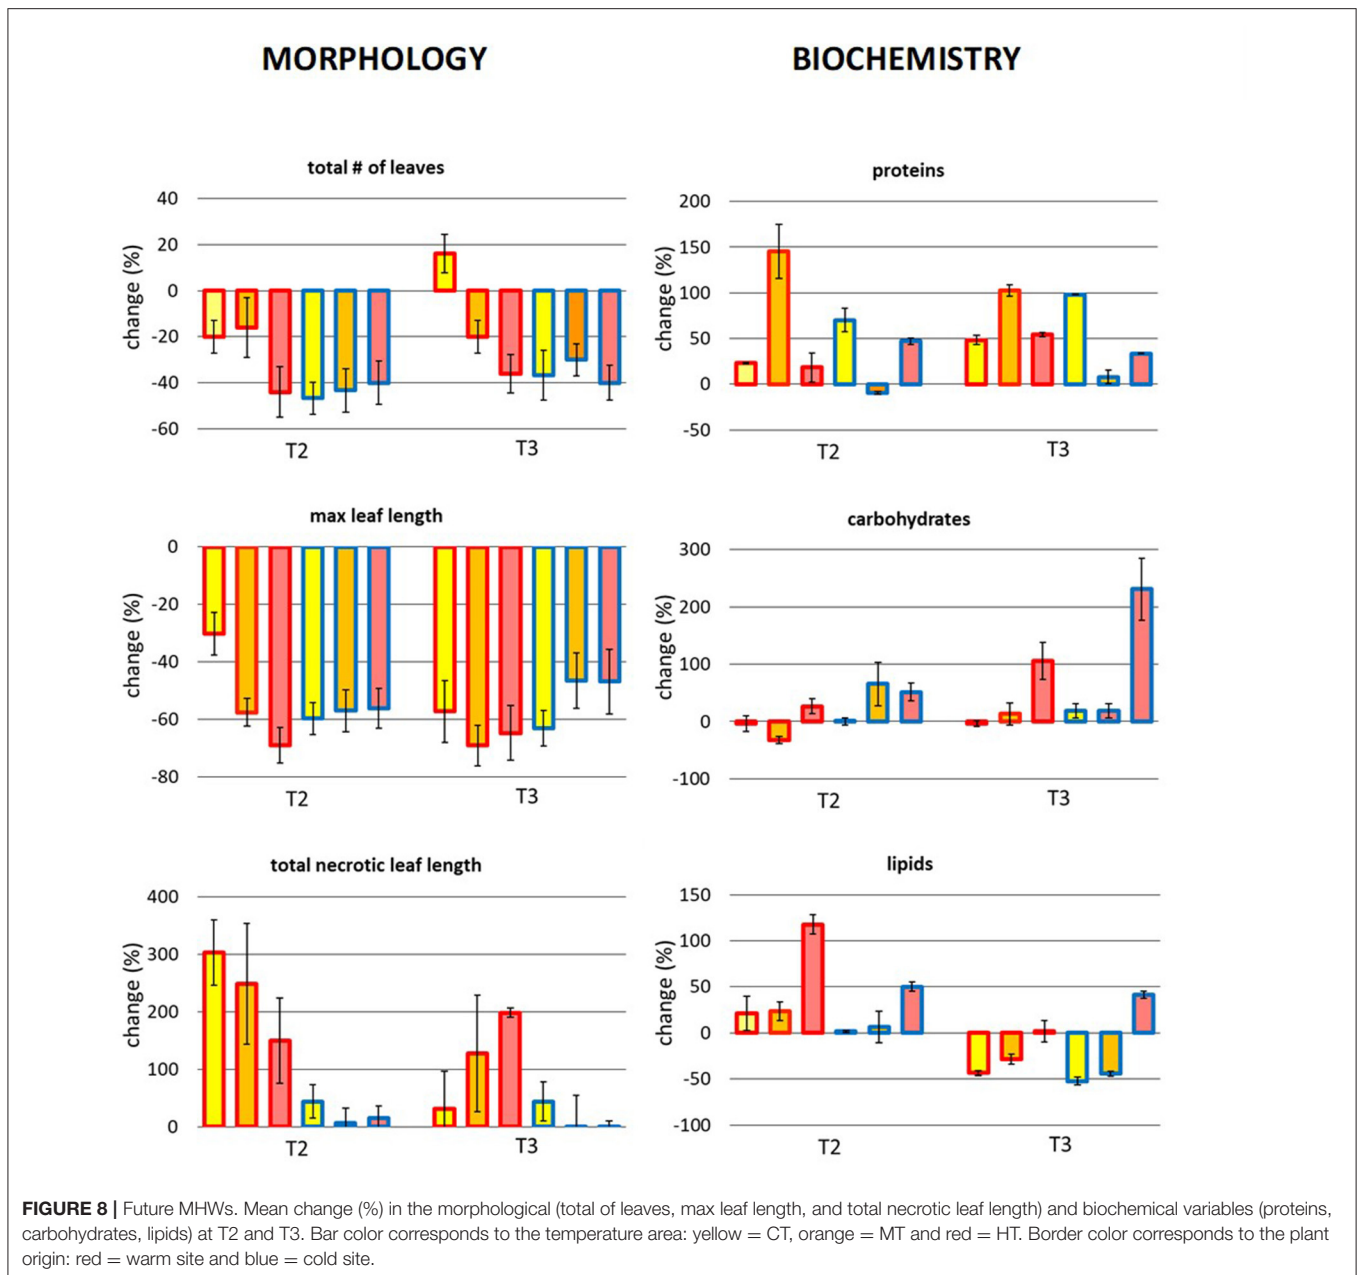 MORPHOLOGY
BIOCHEMISTRY
total # of leaves
40
20
0
-20
-40
-60
change (%)
T2
T3
proteins
200
150
100
50
0
-50
change (%)
T2
T3
max leaf length
0
-20
-40
-60
-80
change (%)
T2
T3
carbohydrates
300
200
100
0
-100
change (%)
T2
T3
total necrotic leaf length
400
300
200
100
0
change (%)
T2
T3
lipids
150
100
50
0
-50
-100
change (%)
T2
T3
FIGURE 8 | Future MHWs. Mean change (%) in the morphological (total of leaves, max leaf length, and total necrotic leaf length) and biochemical variables (proteins,
carbohydrates, lipids) at T2 and T3. Bar color corresponds to the temperature area: yellow = CT, orange = MT and red = HT. Border color corresponds to the plant
origin: red = warm site and blue = cold site.